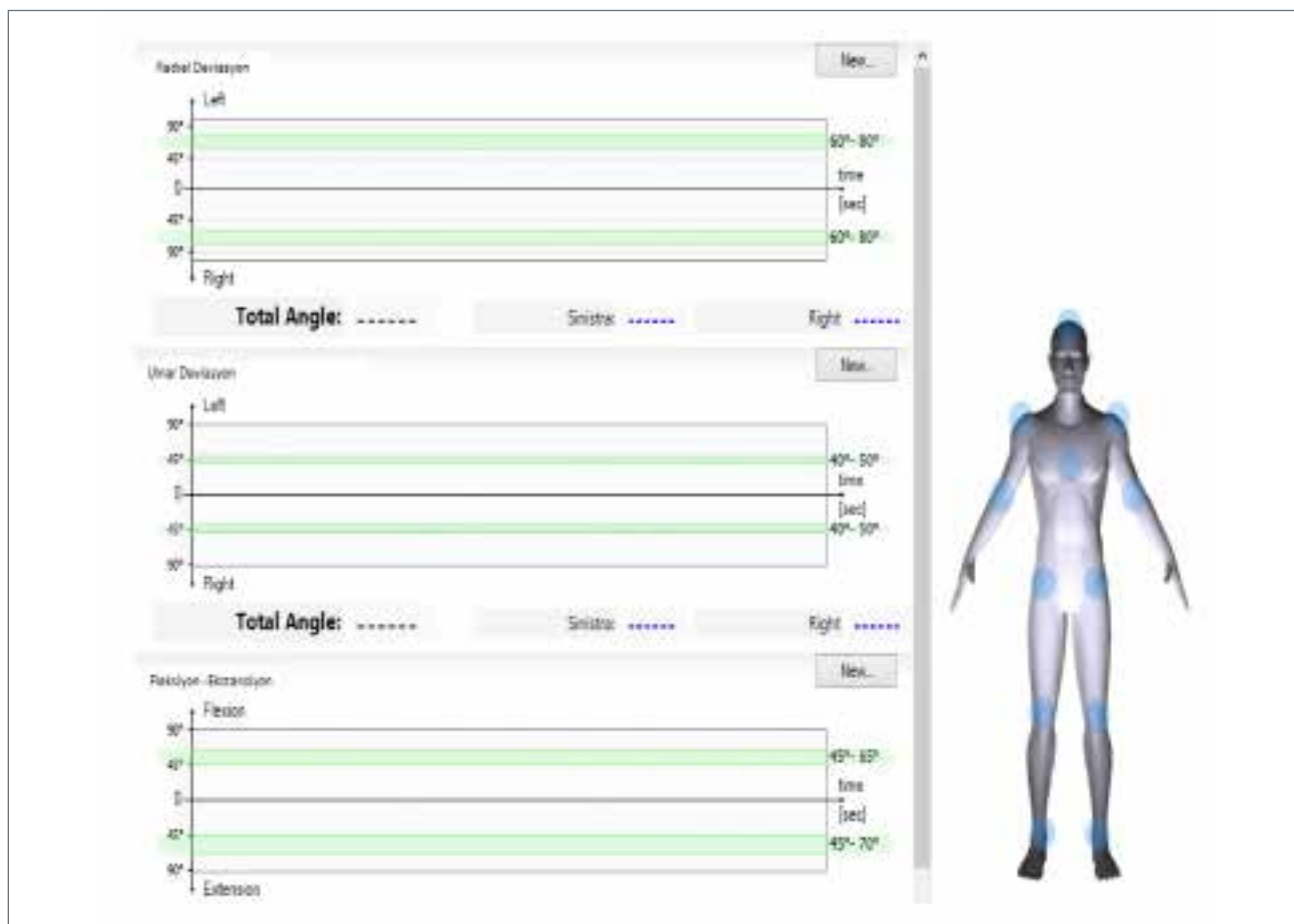 Radial Deviasyon
New...
Left
90°
60°- 80°
45°
time
0
[sec]
45°
60°- 80°
90°
Right
Total Angle: ------ Sinistra: ------ Right ------
Ulnar Deviasyon
New...
Left
90°
45°
40°- 50°
time
0
[sec]
45°
40°- 50°
90°
Right
Total Angle: ------ Sinistra: ------ Right ------
Fleksiyon -Ekstansiyon
New...
Flexion
90°
45°- 65°
45°
time
0
[sec]
45°
45°- 70°
90°
Extension